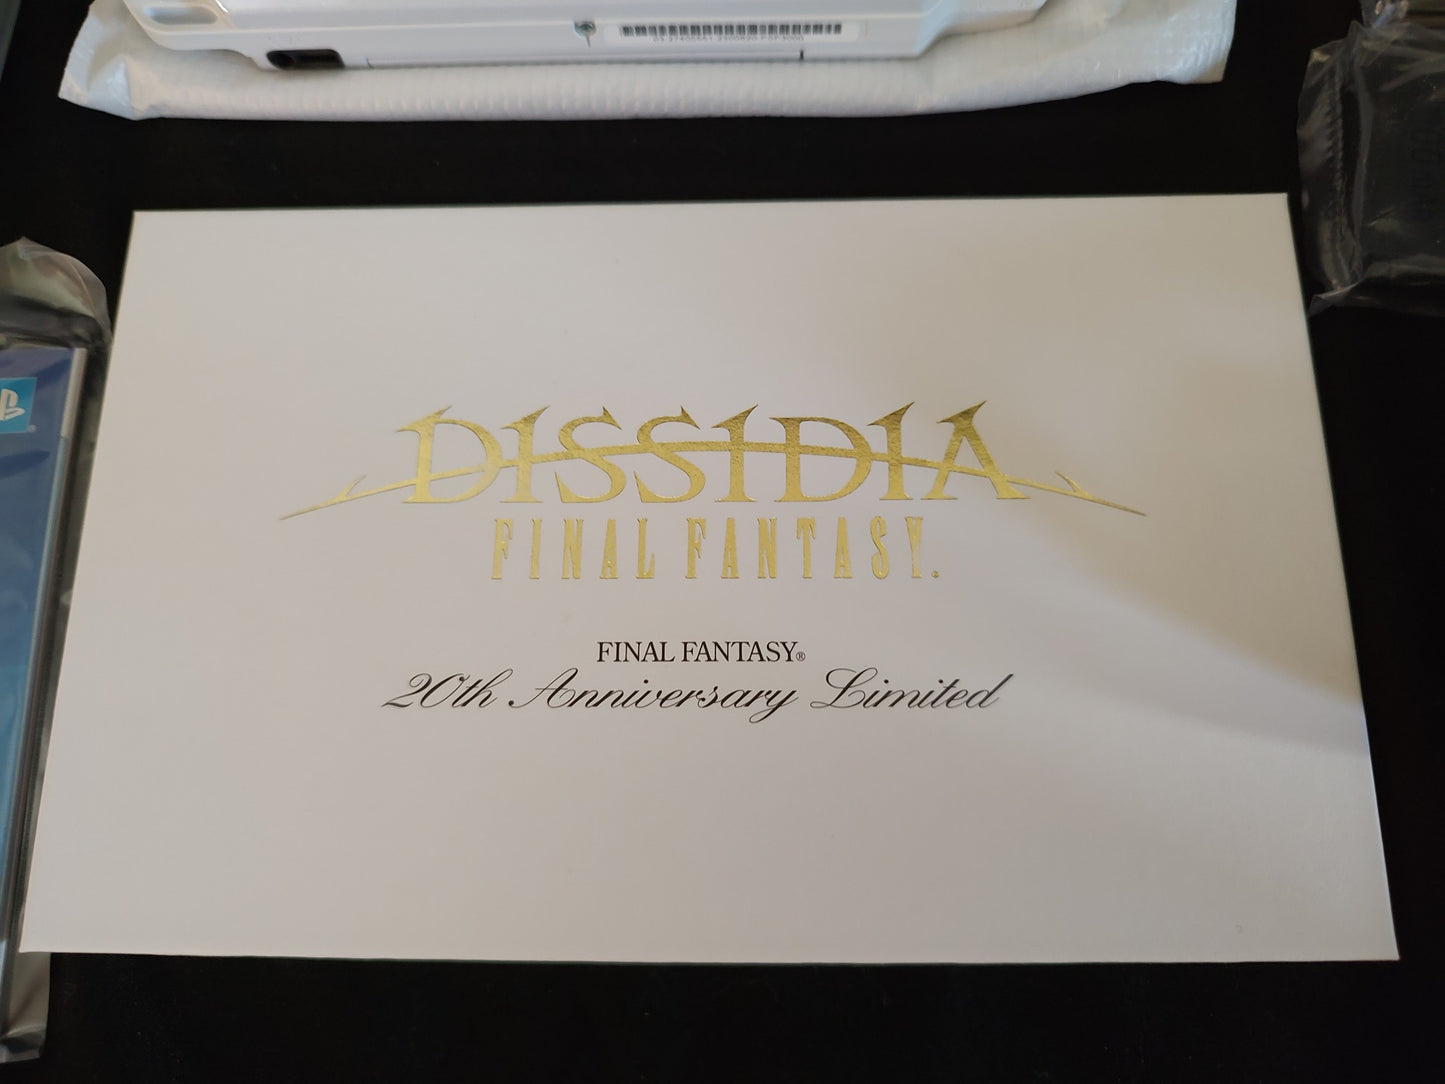 DISSIDIA
FINAL FANTASY®
FINAL FANTASY®
20th Anniversary Limited